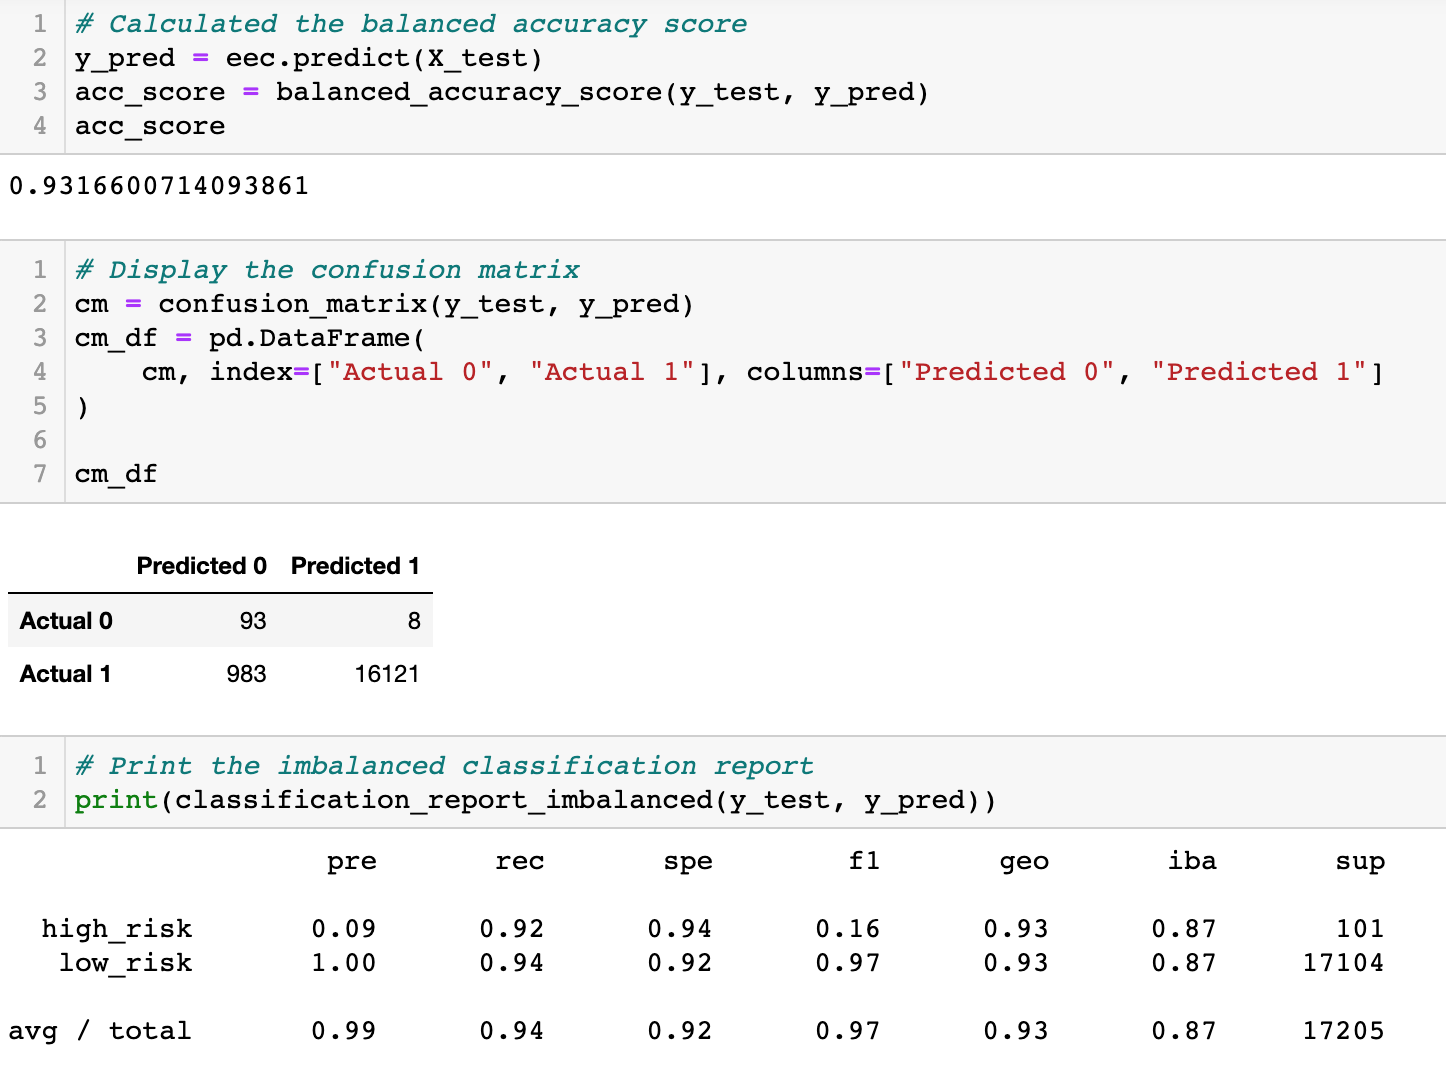 1 # Calculated the balanced accuracy score
2 y_pred = eec.predict(X_test)
3 acc_score = balanced_accuracy_score(y_test, y_pred)
4 acc_score
0.9316600714093861
1 # Display the confusion matrix
2 cm = confusion_matrix(y_test, y_pred)
3 cm_df = pd.DataFrame(
4     cm, index=["Actual 0", "Actual 1"], columns=["Predicted 0", "Predicted 1"]
5 )
6
7 cm_df
Predicted 0 Predicted 1
Actual 0 93 8
Actual 1 983 16121
1 # Print the imbalanced classification report
2 print(classification_report_imbalanced(y_test, y_pred))
pre rec spe f1 geo iba sup
high_risk 0.09 0.92 0.94 0.16 0.93 0.87 101
low_risk 1.00 0.94 0.92 0.97 0.93 0.87 17104
avg / total 0.99 0.94 0.92 0.97 0.93 0.87 17205